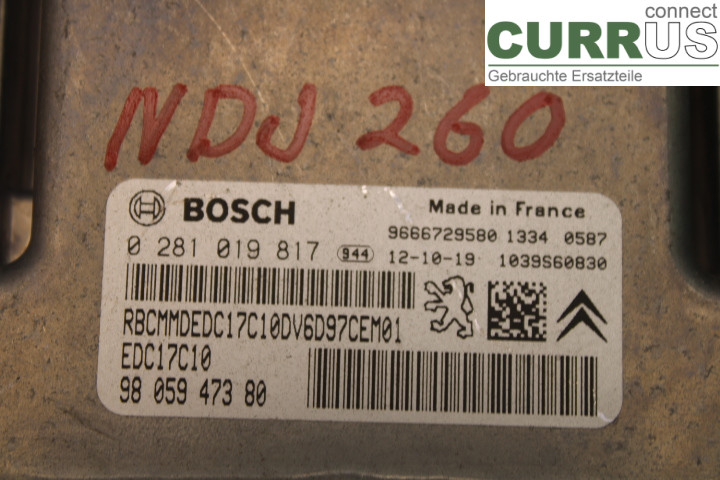 connect
CURRUS
Gebrauchte Ersatzteile
NDJ 260
BOSCH
Made in France
9666729580 1334 0587
0 281 019 817 944 12-10-19 1039S60830
RBCMMDEDC17C10DV6D97CEM01
EDC17C10
98 059 473 80